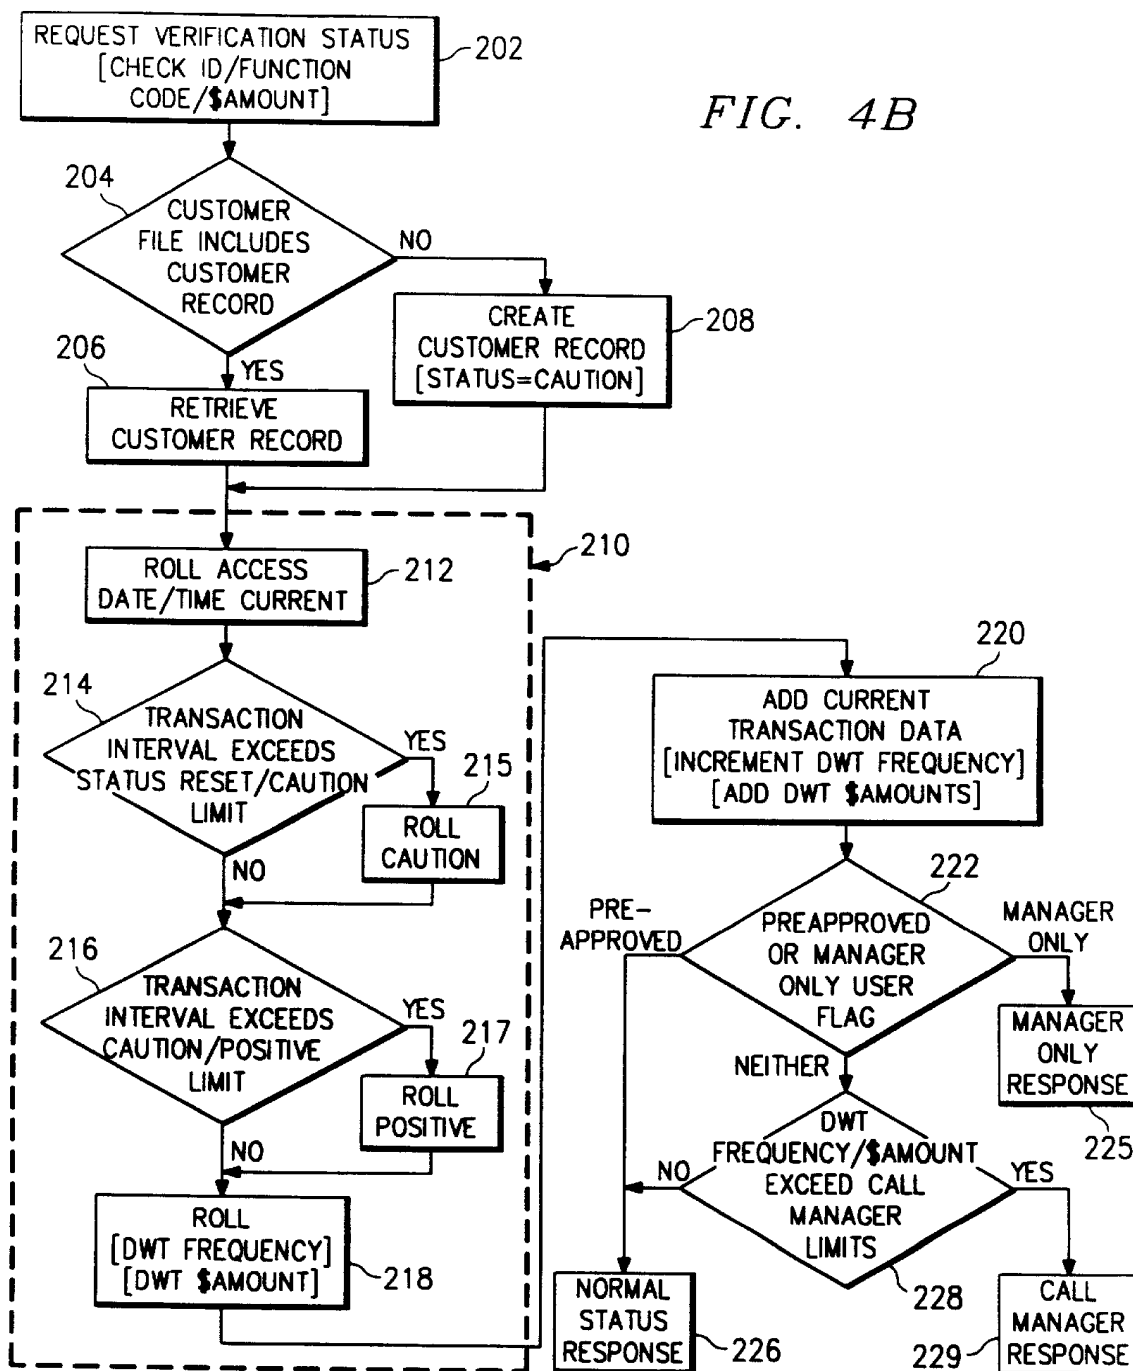 REQUEST VERIFICATION STATUS
[CHECK ID/FUNCTION
CODE/$AMOUNT]
202
FIG. 4B
204
CUSTOMER
FILE INCLUDES
CUSTOMER
RECORD
NO
YES
206
RETRIEVE
CUSTOMER RECORD
CREATE
CUSTOMER RECORD
[STATUS=CAUTION]
208
210
ROLL ACCESS
DATE/TIME CURRENT
212
214
TRANSACTION
INTERVAL EXCEEDS
STATUS RESET/CAUTION
LIMIT
YES
NO
215
ROLL
CAUTION
216
TRANSACTION
INTERVAL EXCEEDS
CAUTION/POSITIVE
LIMIT
YES
NO
217
ROLL
POSITIVE
ROLL
[DWT FREQUENCY]
[DWT $AMOUNT]
218
220
ADD CURRENT
TRANSACTION DATA
[INCREMENT DWT FREQUENCY]
[ADD DWT $AMOUNTS]
222
PRE-
APPROVED
PREAPPROVED
OR MANAGER
ONLY USER
FLAG
MANAGER
ONLY
NEITHER
MANAGER
ONLY
RESPONSE
225
DWT
FREQUENCY/$AMOUNT
EXCEED CALL
MANAGER
LIMITS
NO
YES
228
NORMAL
STATUS
RESPONSE
226
CALL
MANAGER
RESPONSE
229